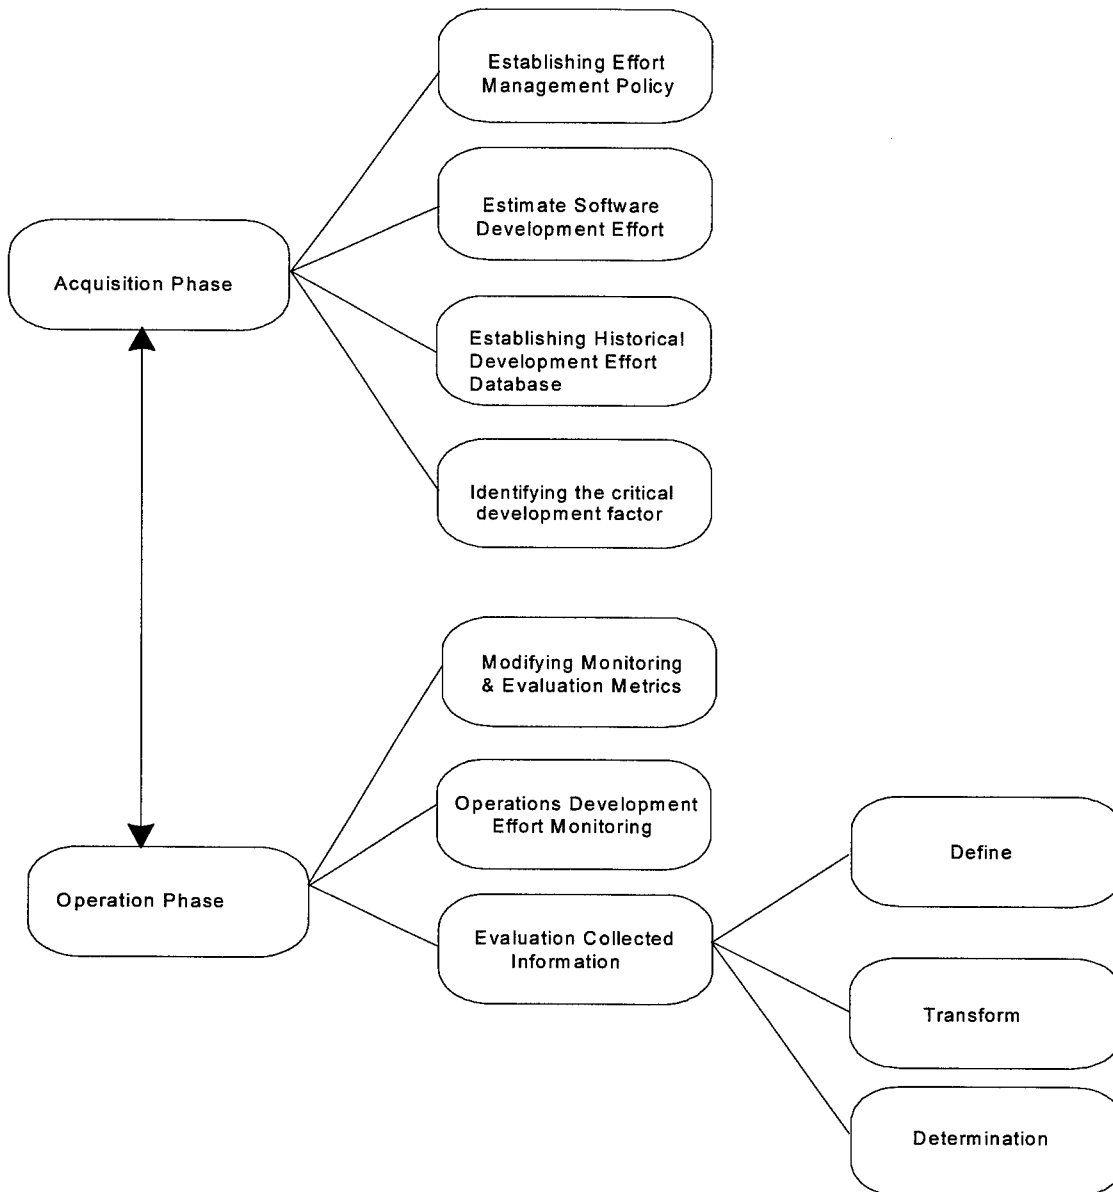 Establishing Effort
Management Policy
Estimate Software
Development Effort
Acquisition Phase
Establishing Historical
Development Effort
Database
Identifying the critical
development factor
Modifying Monitoring
& Evaluation Metrics
Operations Development
Effort Monitoring
Operation Phase
Evaluation Collected
Information
Define
Transform
Determination